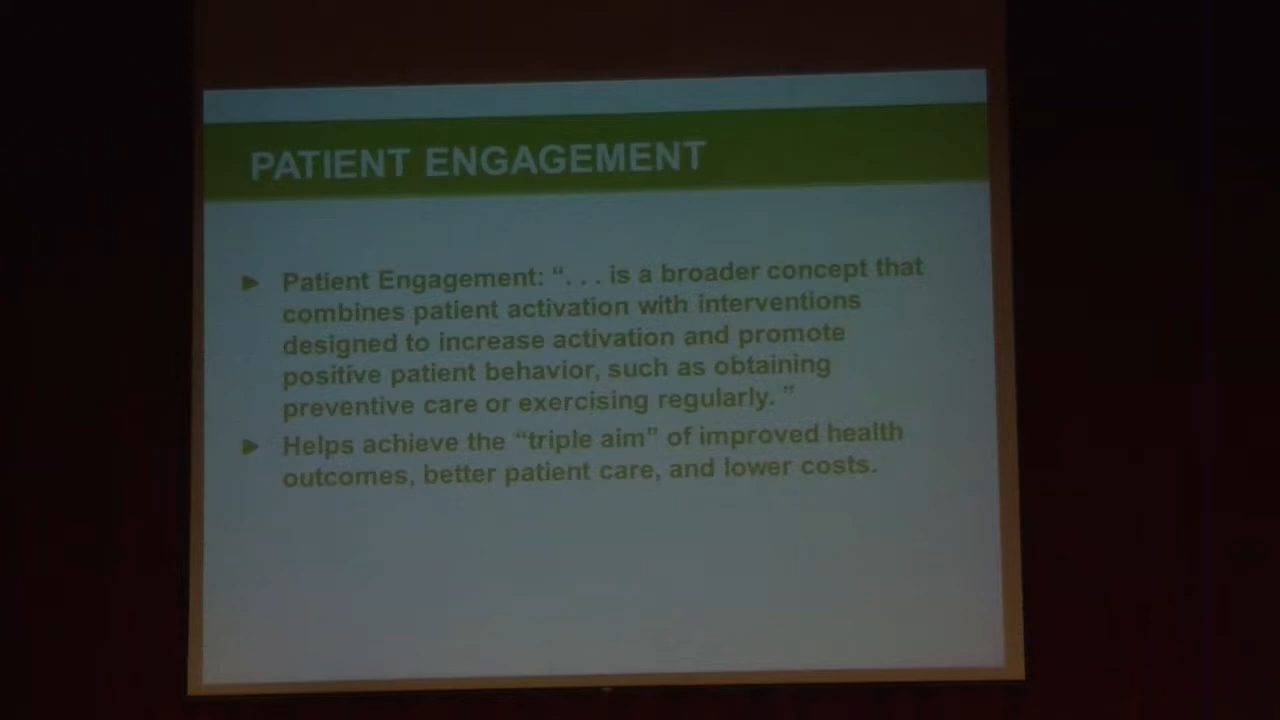 PATIENT ENGAGEMENT
Patient Engagement: “. . . is a broader concept that
combines patient activation with interventions
designed to increase activation and promote
positive patient behavior, such as obtaining
preventive care or exercising regularly. ”
Helps achieve the “triple aim” of improved health
outcomes, better patient care, and lower costs.